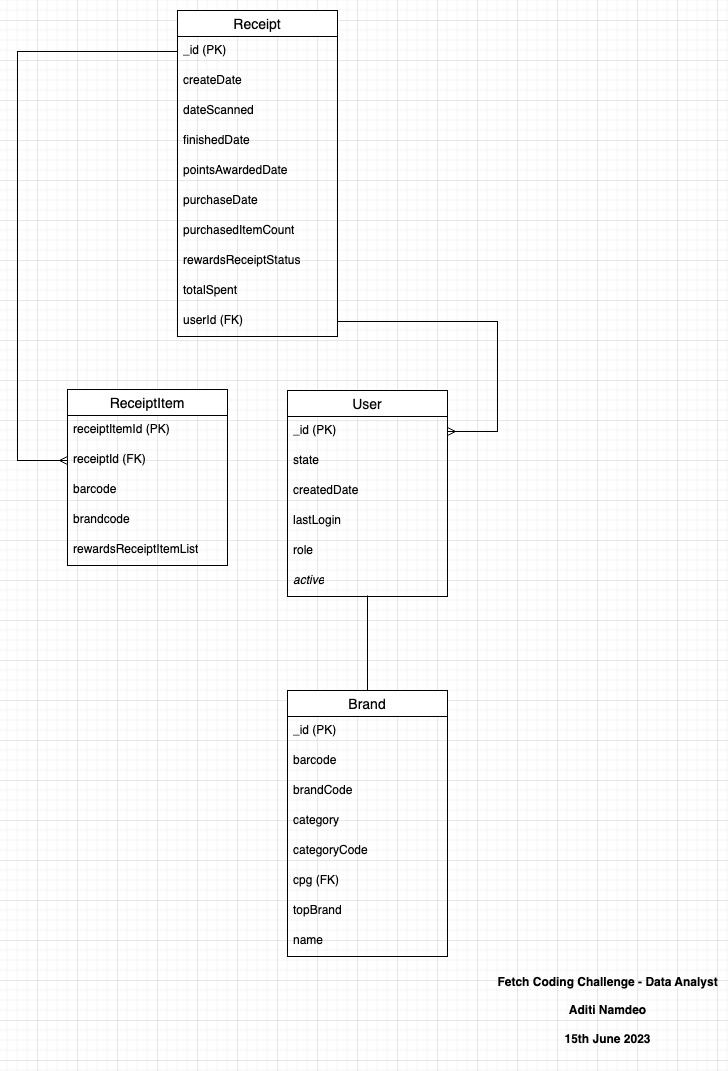 Receipt
_id (PK)
createDate
dateScanned
finishedDate
pointsAwardedDate
purchaseDate
purchasedItemCount
rewardsReceiptStatus
totalSpent
userId (FK)
ReceiptItem
receiptItemId (PK)
receiptId (FK)
barcode
brandcode
rewardsReceiptItemList
User
_id (PK)
state
createdDate
lastLogin
role
active
Brand
_id (PK)
barcode
brandCode
category
categoryCode
cpg (FK)
topBrand
name
Fetch Coding Challenge - Data Analyst
Aditi Namdeo
15th June 2023